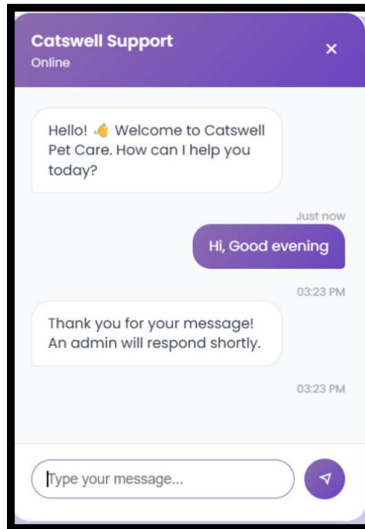 Catswell Support
Online
Hello! 👋 Welcome to Catswell
Pet Care. How can I help you
today?
Just now
Hi, Good evening
03:23 PM
Thank you for your message!
An admin will respond shortly.
03:23 PM
Type your message...